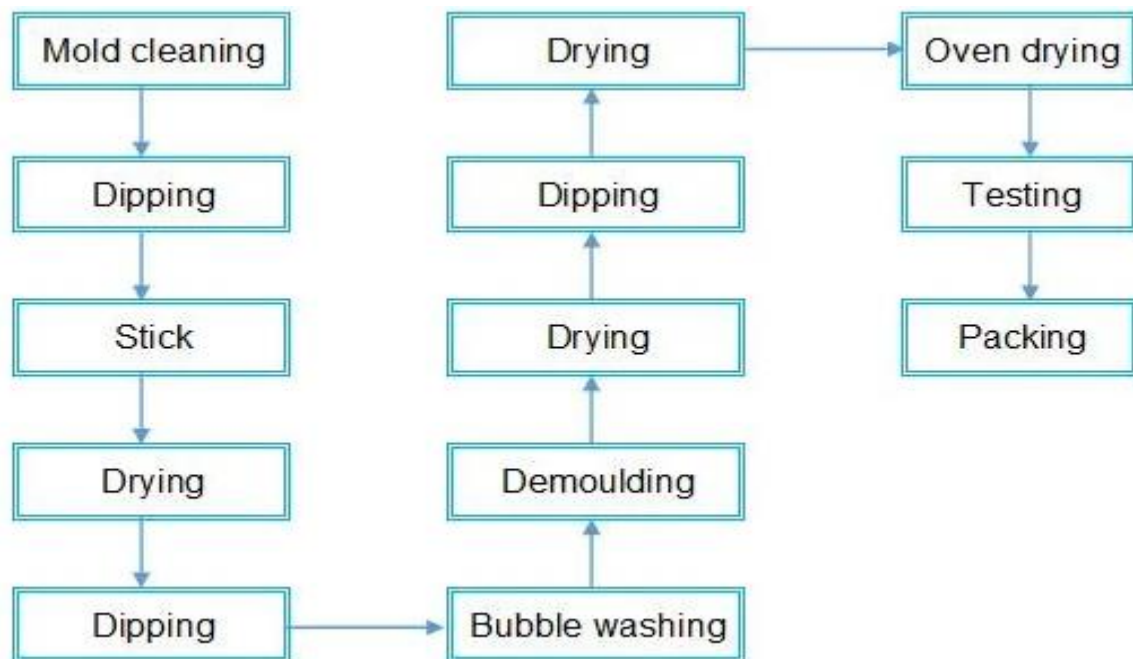 Mold cleaning
Dipping
Stick
Drying
Dipping
Bubble washing
Demoulding
Drying
Dipping
Drying
Oven drying
Testing
Packing